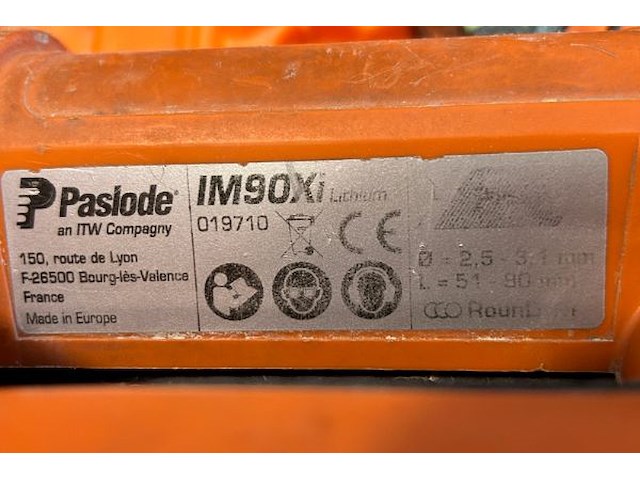 Paslode
an ITW Compagny
150, route de Lyon
F-26500 Bourg-lès-Valence
France
Made in Europe
IM90Xi Lithium
019710
CE
Ø = 2,5 - 3,1 mm
L = 51 - 90 mm